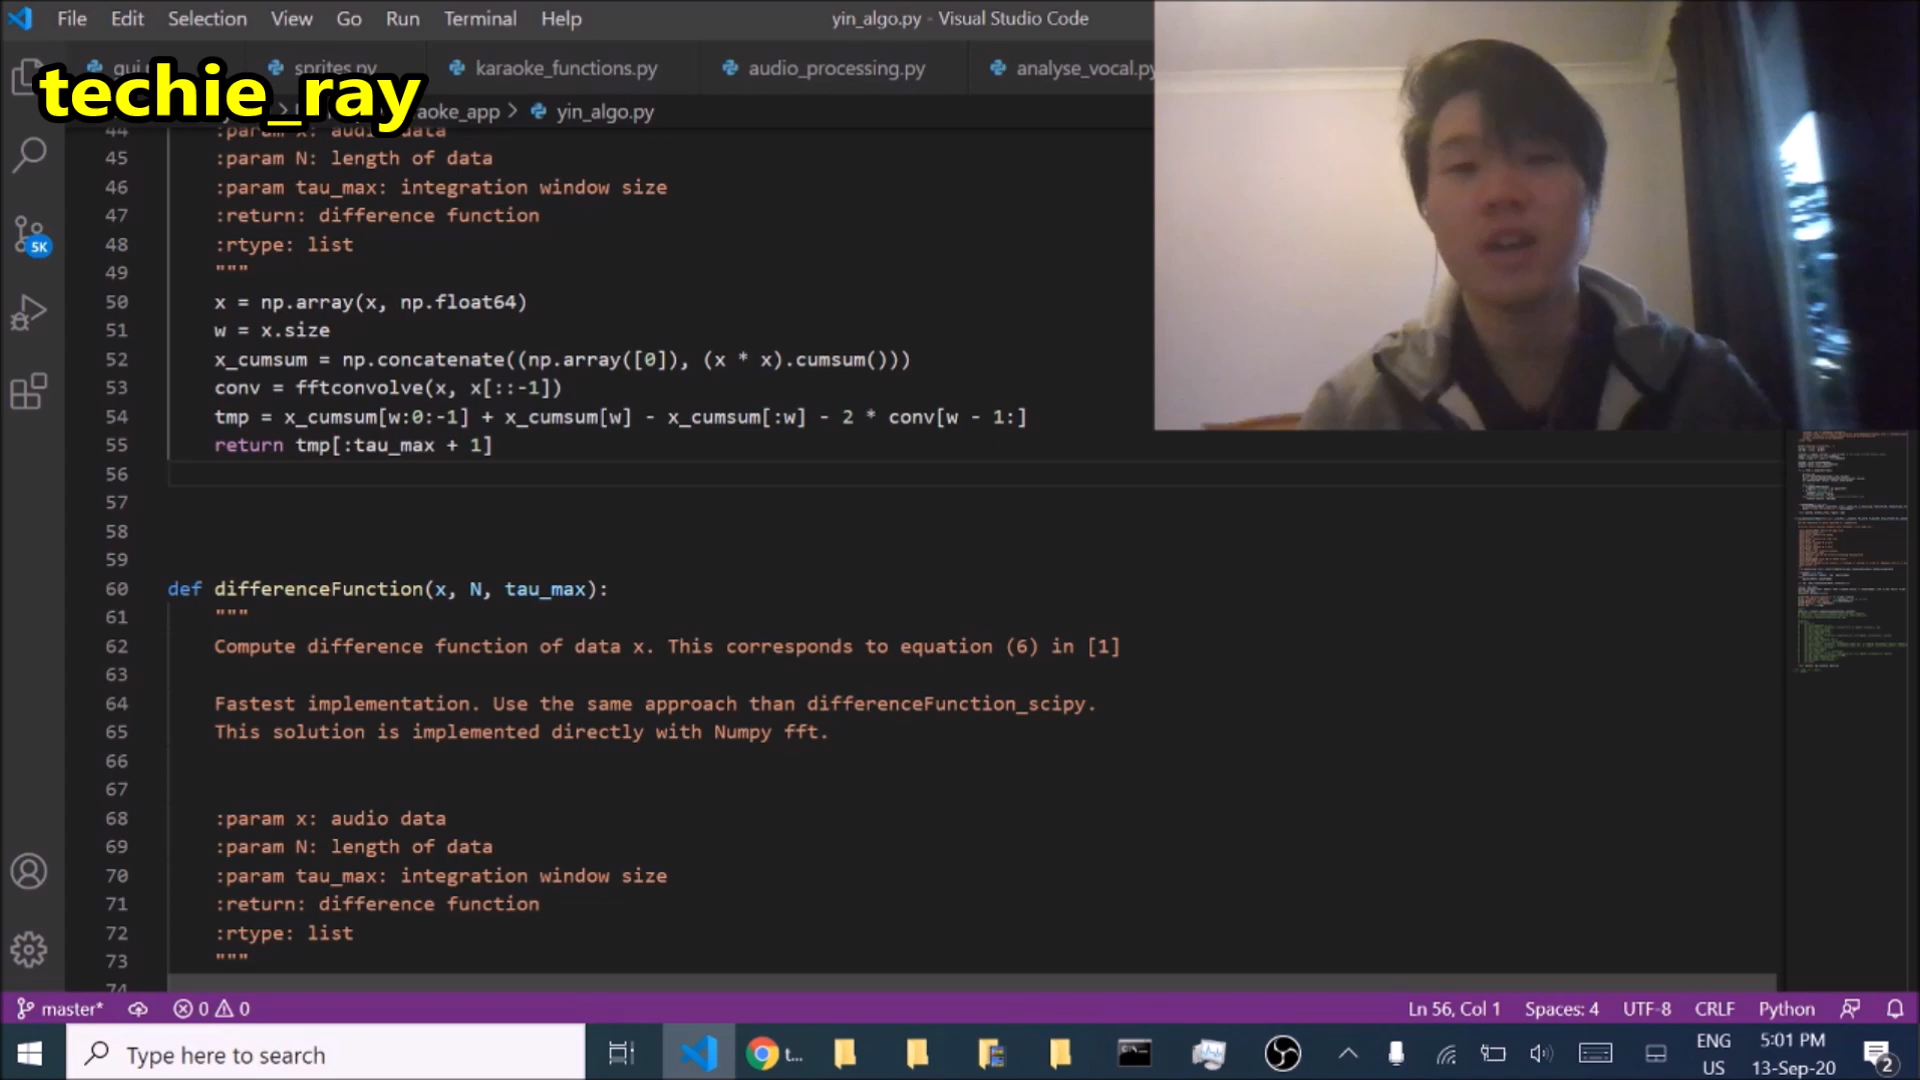 File Edit Selection View Go Run Terminal Help
yin_algo.py - Visual Studio Code
sprites.py karaoke_functions.py audio_processing.py analyse_vocal.py
techie_ray
yin_algo.py
44 :param x: audio data
45 :param N: length of data
46 :param tau_max: integration window size
47 :return: difference function
48 :rtype: list
49 """
50 x = np.array(x, np.float64)
51 w = x.size
52 x_cumsum = np.concatenate((np.array([0]), (x * x).cumsum()))
53 conv = fftconvolve(x, x[::-1])
54 tmp = x_cumsum[w:0:-1] + x_cumsum[w] - x_cumsum[:w] - 2 * conv[w - 1:]
55 return tmp[:tau_max + 1]
56
57
58
59
60 def differenceFunction(x, N, tau_max):
61 """
62 Compute difference function of data x. This corresponds to equation (6) in [1]
63
64 Fastest implementation. Use the same approach than differenceFunction_scipy.
65 This solution is implemented directly with Numpy fft.
66
67
68 :param x: audio data
69 :param N: length of data
70 :param tau_max: integration window size
71 :return: difference function
72 :rtype: list
73 """
74
5K
master* 0 0 Ln 56, Col 1 Spaces: 4 UTF-8 CRLF Python
Type here to search
t...
ENG
US
5:01 PM
13-Sep-20
2